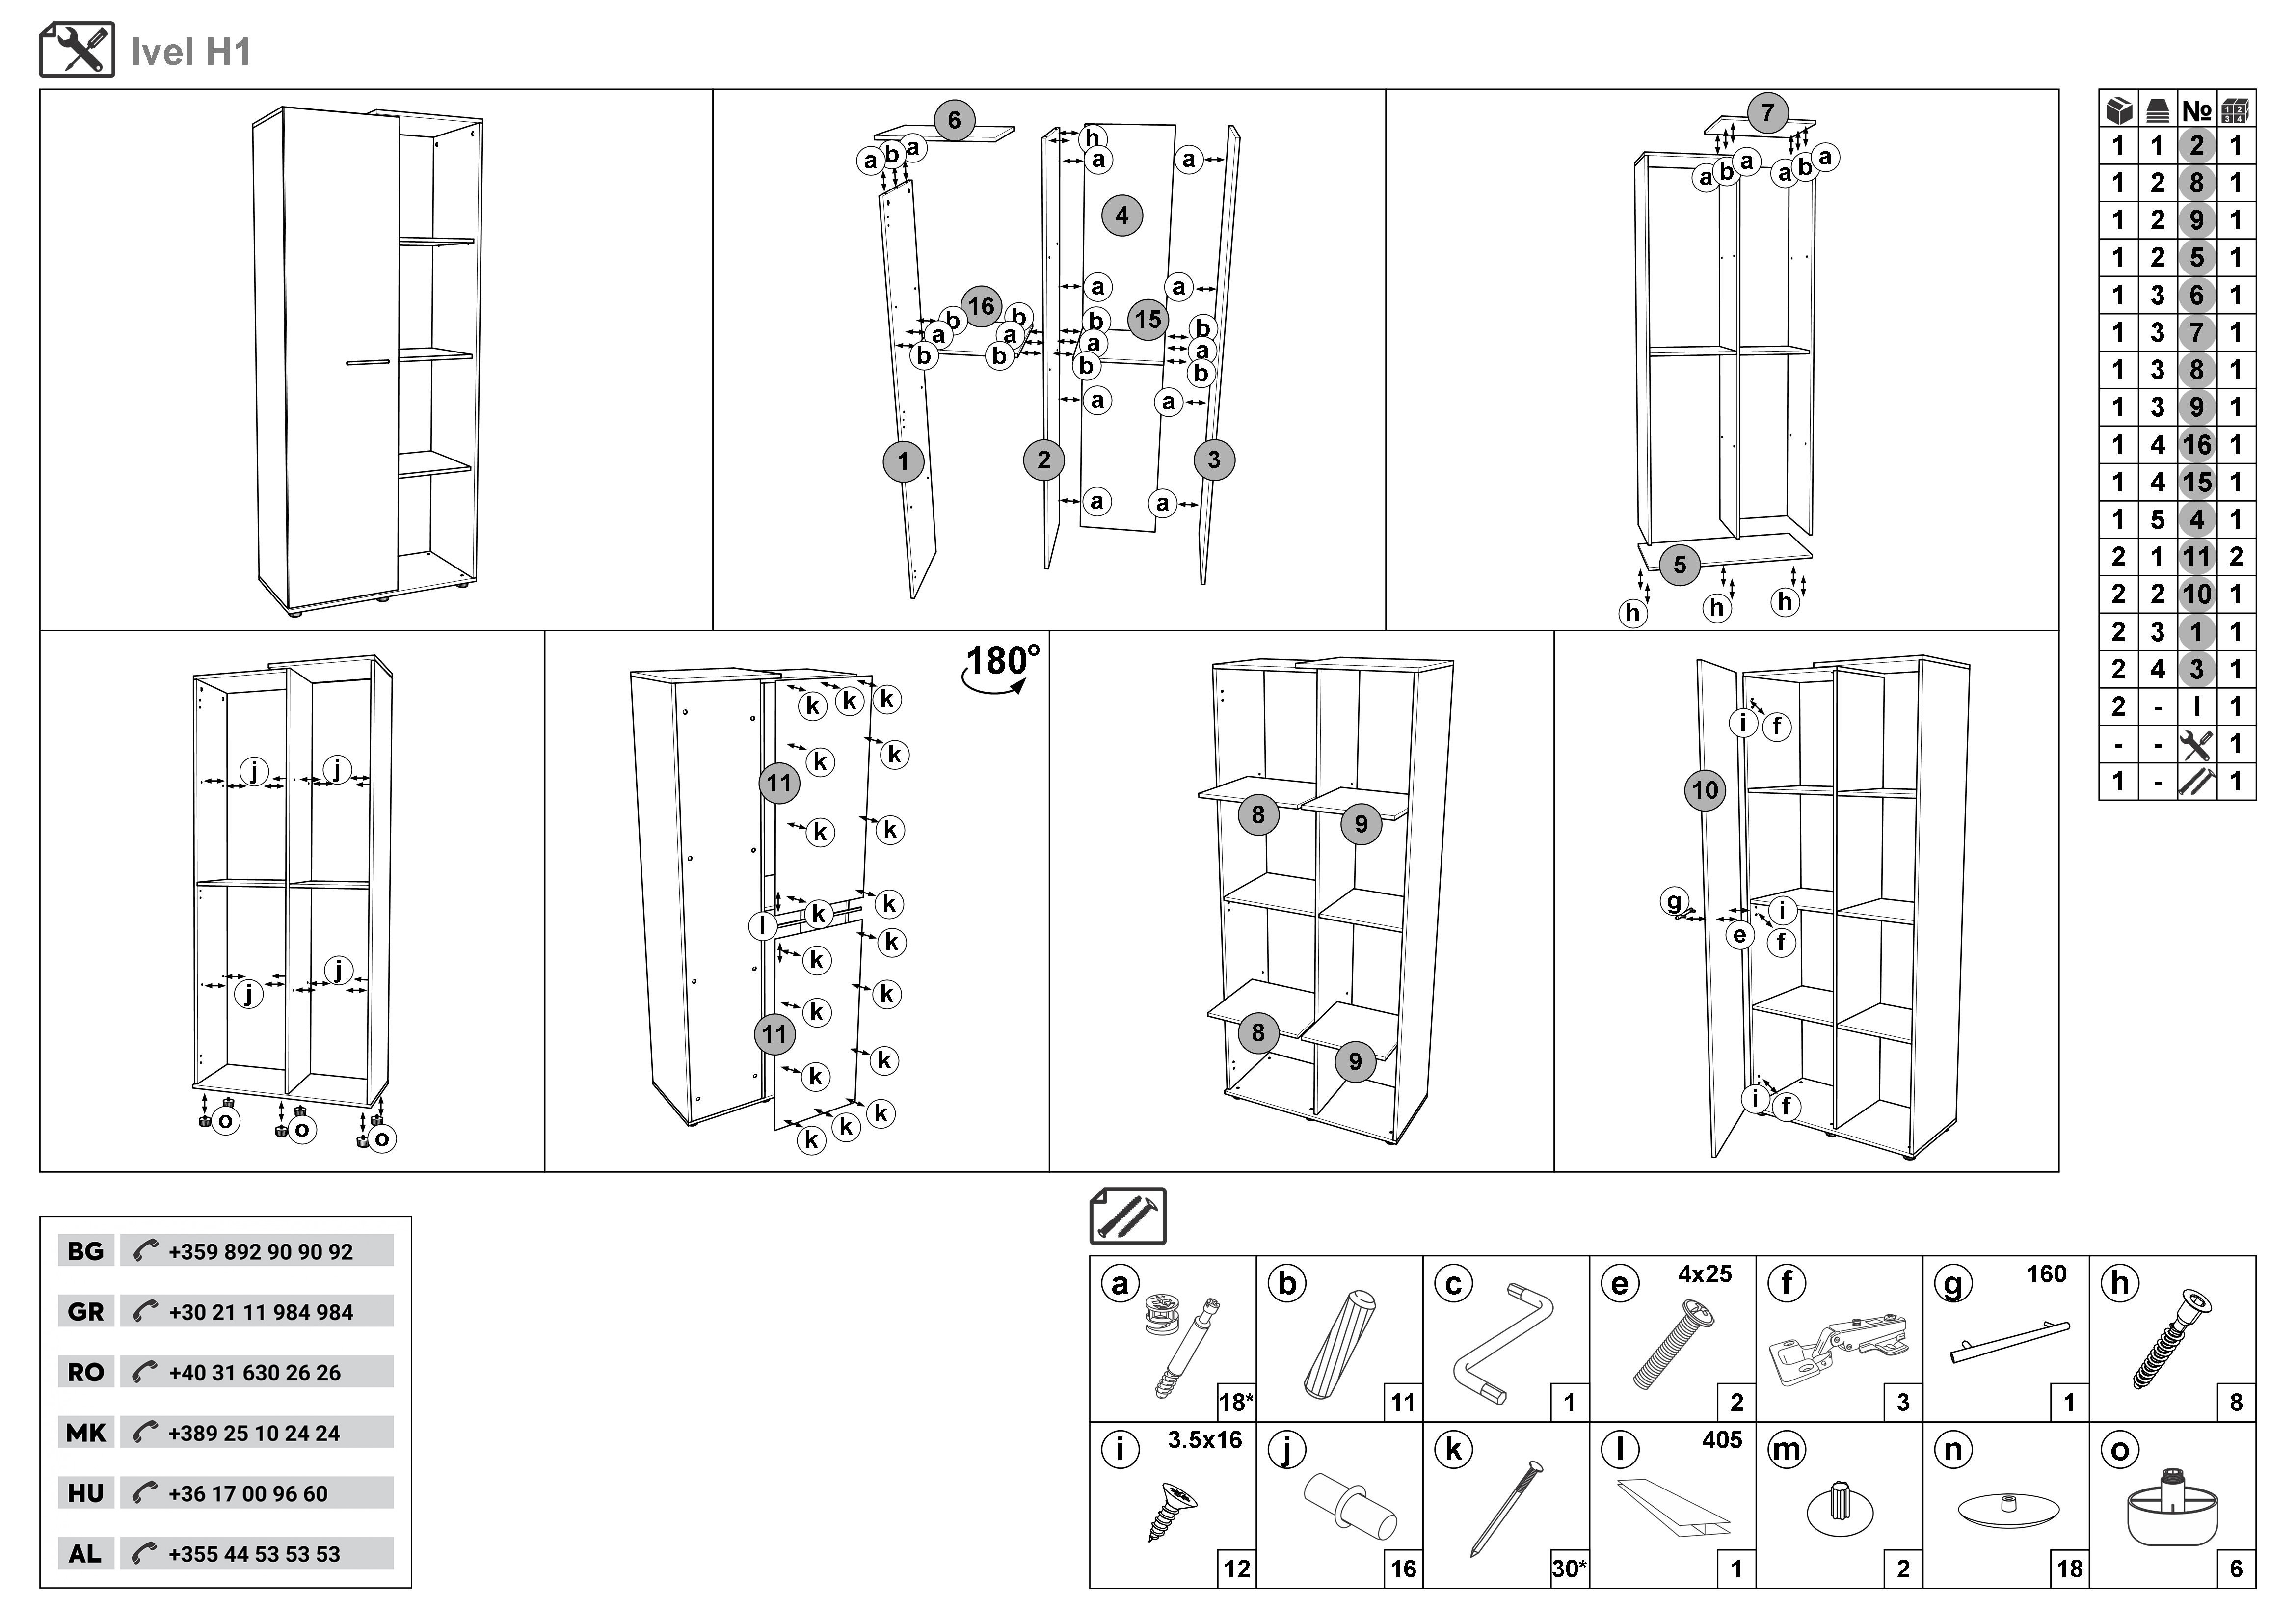 Ivel H1
6
a b a
h
a
a
4
16
b
b
a
a
b
b
a
a
b
15
b
a
a
b
b
a
a
1
2
3
a
a
7
a b a
a b a
5
h
h
h
№
1 1 2 1
1 2 8 1
1 2 9 1
1 2 5 1
1 3 6 1
1 3 7 1
1 3 8 1
1 3 9 1
1 4 16 1
1 4 15 1
1 5 4 1
2 1 11 2
2 2 10 1
2 3 1 1
2 4 3 1
2 - l 1
- - 1
1 - 1
j
j
j
j
o
o
o
180°
k
k
k
k
k
11
k
k
k
k
l
k
k
k
k
11
k
k
k
k
k
k
8
9
8
9
10
i
f
g
i
e
f
i
f
BG +359 892 90 90 92
GR +30 21 11 984 984
RO +40 31 630 26 26
MK +389 25 10 24 24
HU +36 17 00 96 60
AL +355 44 53 53 53
a
18*
b
11
c
1
e 4x25
2
f
3
g 160
1
h
8
i 3.5x16
12
j
16
k
30*
l 405
1
m
2
n
18
o
6